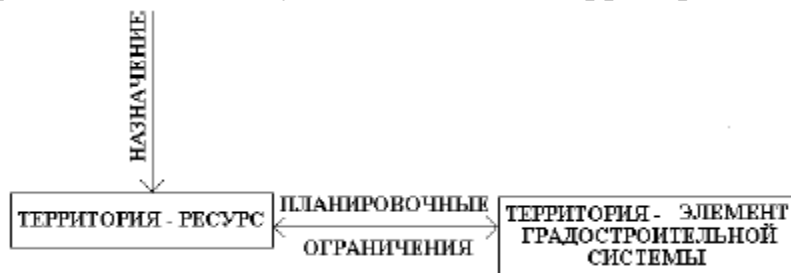 НАЗНАЧЕНИЕ
ТЕРРИТОРИЯ - РЕСУРС
ПЛАНИРОВОЧНЫЕ
ОГРАНИЧЕНИЯ
ТЕРРИТОРИЯ - ЭЛЕМЕНТ
ГРАДОСТРОИТЕЛЬНОЙ
СИСТЕМЫ